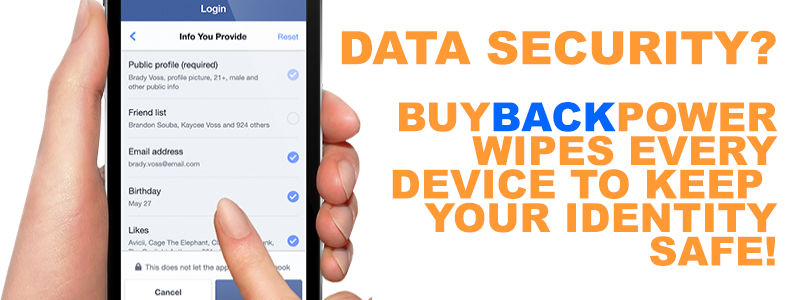 Login
Info You Provide Reset
Public profile (required)
Brady Voss, profile picture, 21+, male and
other public info
Friend list
Brandon Souba, Kaycee Voss and 924 others
Email address
brady.voss@email.com
Birthday
May 27
Likes
Avicii, Cage The Elephant,
This does not let the
Cancel
DATA SECURITY?
BUYBACKPOWER
WIPES EVERY
DEVICE TO KEEP
YOUR IDENTITY
SAFE!